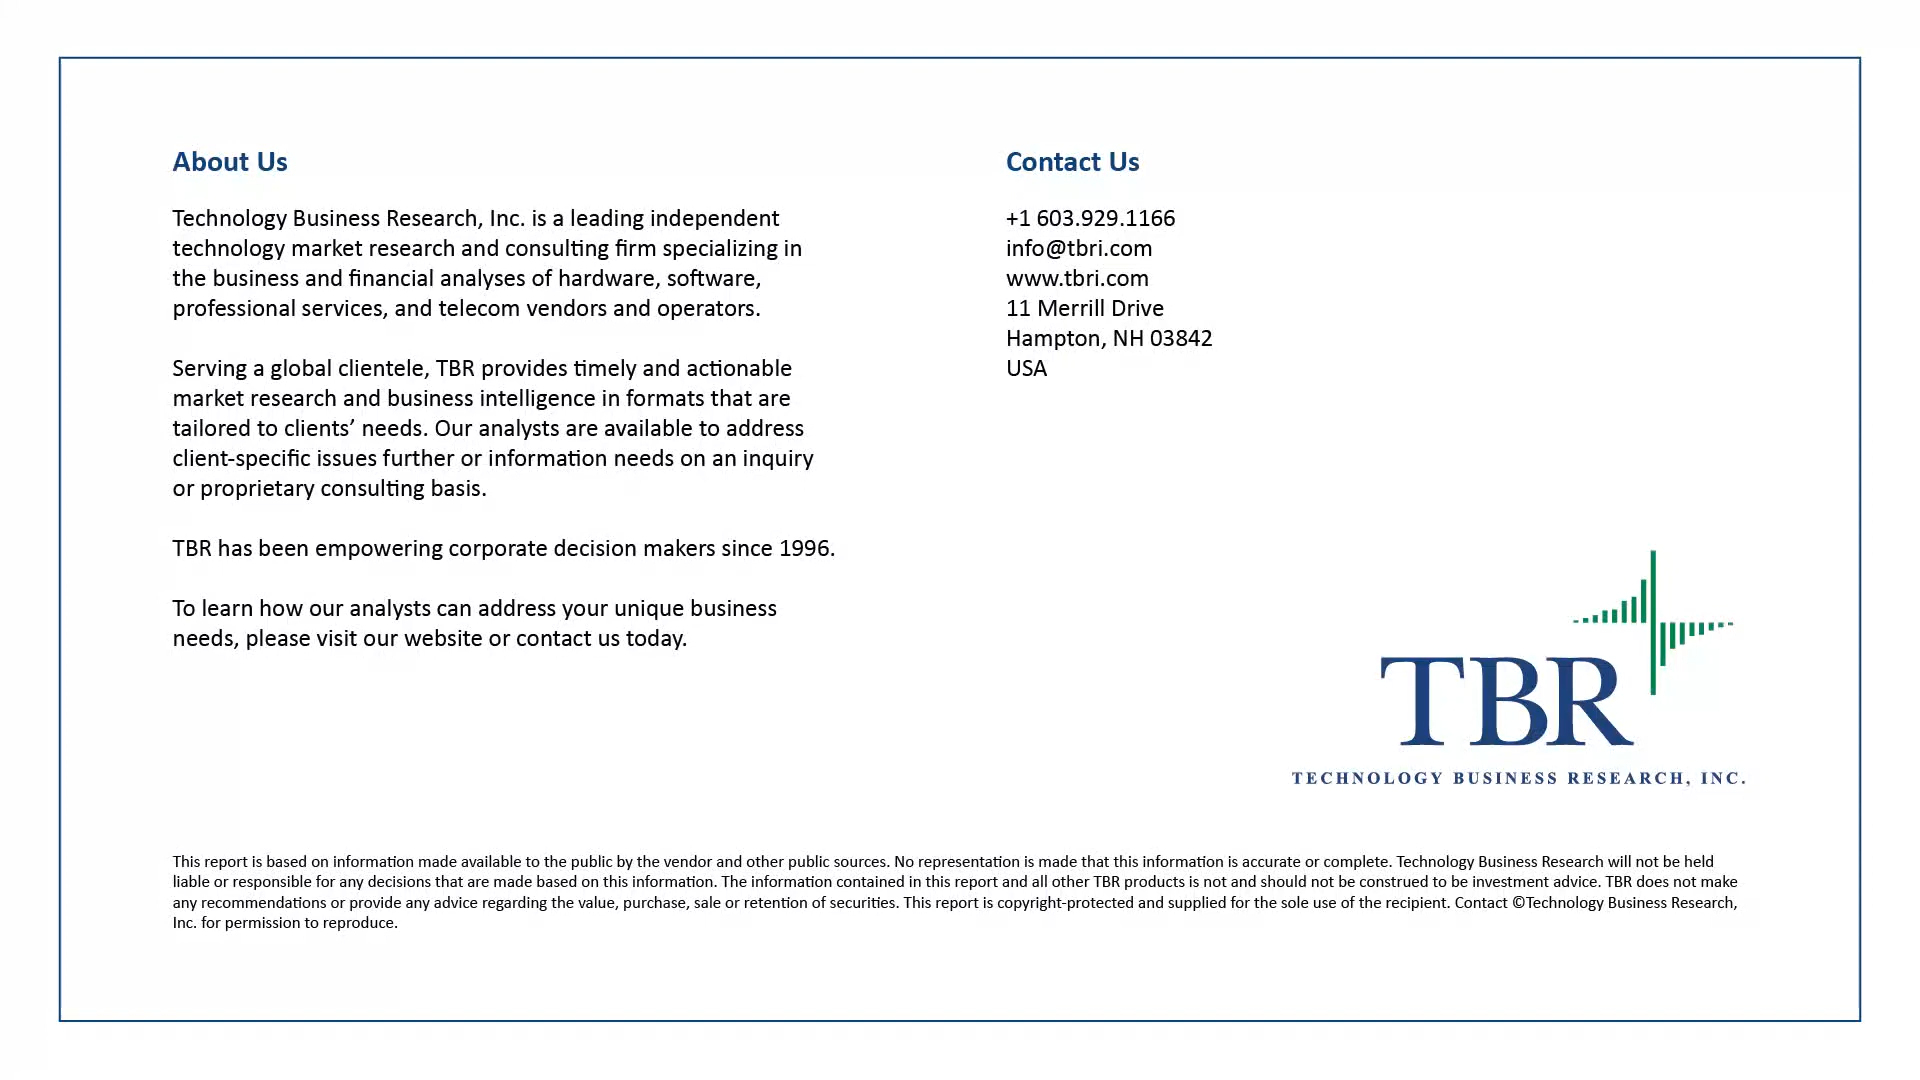 About Us
Technology Business Research, Inc. is a leading independent
technology market research and consulting firm specializing in
the business and financial analyses of hardware, software,
professional services, and telecom vendors and operators.
Serving a global clientele, TBR provides timely and actionable
market research and business intelligence in formats that are
tailored to clients’ needs. Our analysts are available to address
client-specific issues further or information needs on an inquiry
or proprietary consulting basis.
TBR has been empowering corporate decision makers since 1996.
To learn how our analysts can address your unique business
needs, please visit our website or contact us today.
Contact Us
+1 603.929.1166
info@tbri.com
www.tbri.com
11 Merrill Drive
Hampton, NH 03842
USA
TBR
TECHNOLOGY BUSINESS RESEARCH, INC.
This report is based on information made available to the public by the vendor and other public sources. No representation is made that this information is accurate or complete. Technology Business Research will not be held
liable or responsible for any decisions that are made based on this information. The information contained in this report and all other TBR products is not and should not be construed to be investment advice. TBR does not make
any recommendations or provide any advice regarding the value, purchase, sale or retention of securities. This report is copyright-protected and supplied for the sole use of the recipient. Contact ©Technology Business Research,
Inc. for permission to reproduce.